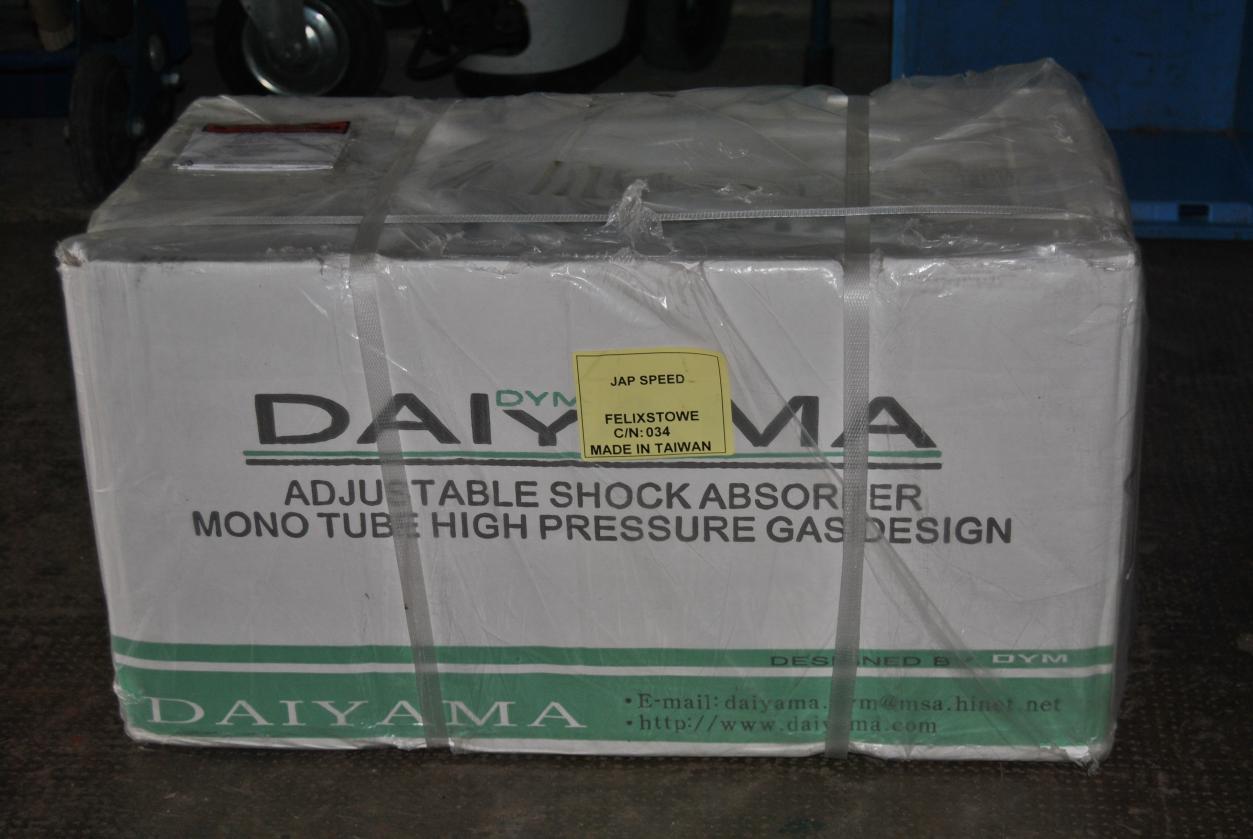 DYM
DAIYAMA
JAP SPEED
FELIXSTOWE
C/N: 034
MADE IN TAIWAN
ADJUSTABLE SHOCK ABSORBER
MONO TUBE HIGH PRESSURE GAS DESIGN
DESIGNED BY DYM
DAIYAMA
• E-mail: daiyama.dym@msa.hinet.net
• http://www.daiyama.com